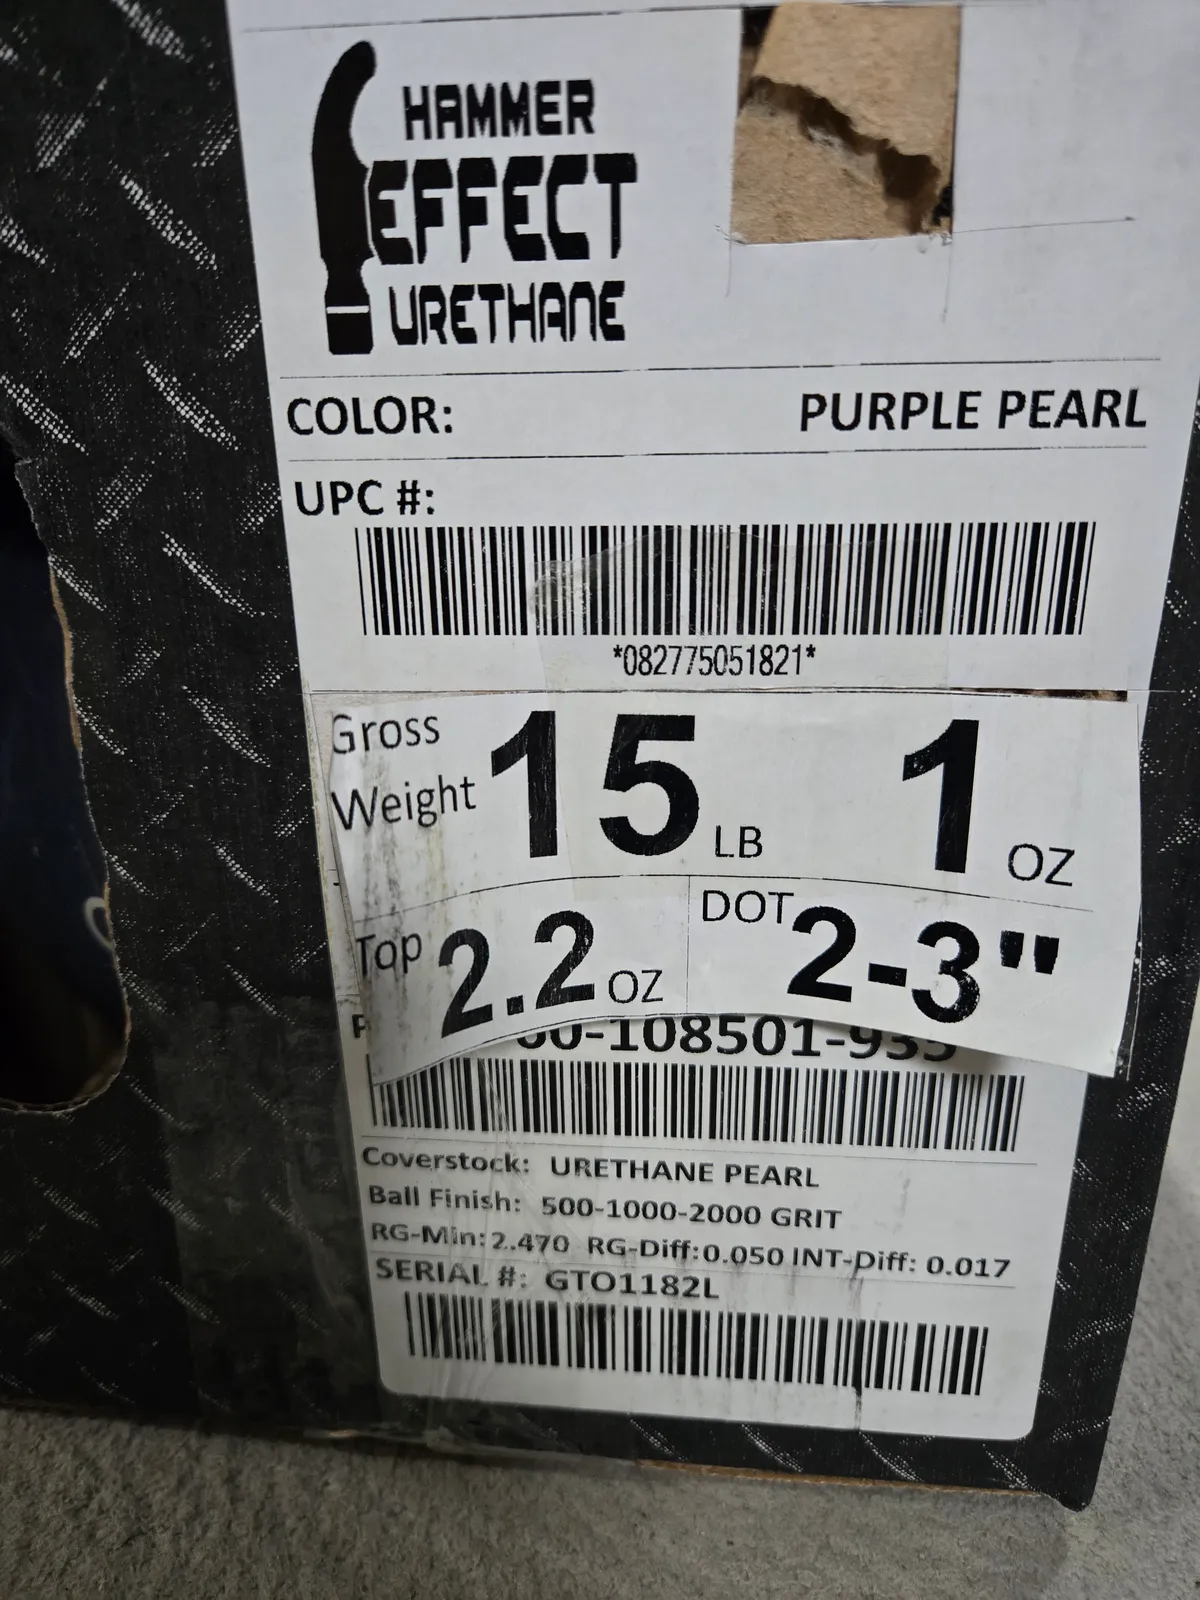 HAMMER
EFFECT
URETHANE
COLOR: PURPLE PEARL
UPC #:
*082775051821*
Gross Weight 15 LB 1 OZ
Top 2.2 OZ DOT 2-3"
-108501-935
Coverstock: URETHANE PEARL
Ball Finish: 500-1000-2000 GRIT
RG-Min: 2.470 RG-Diff: 0.050 INT-Diff: 0.017
SERIAL #: GTO1182L